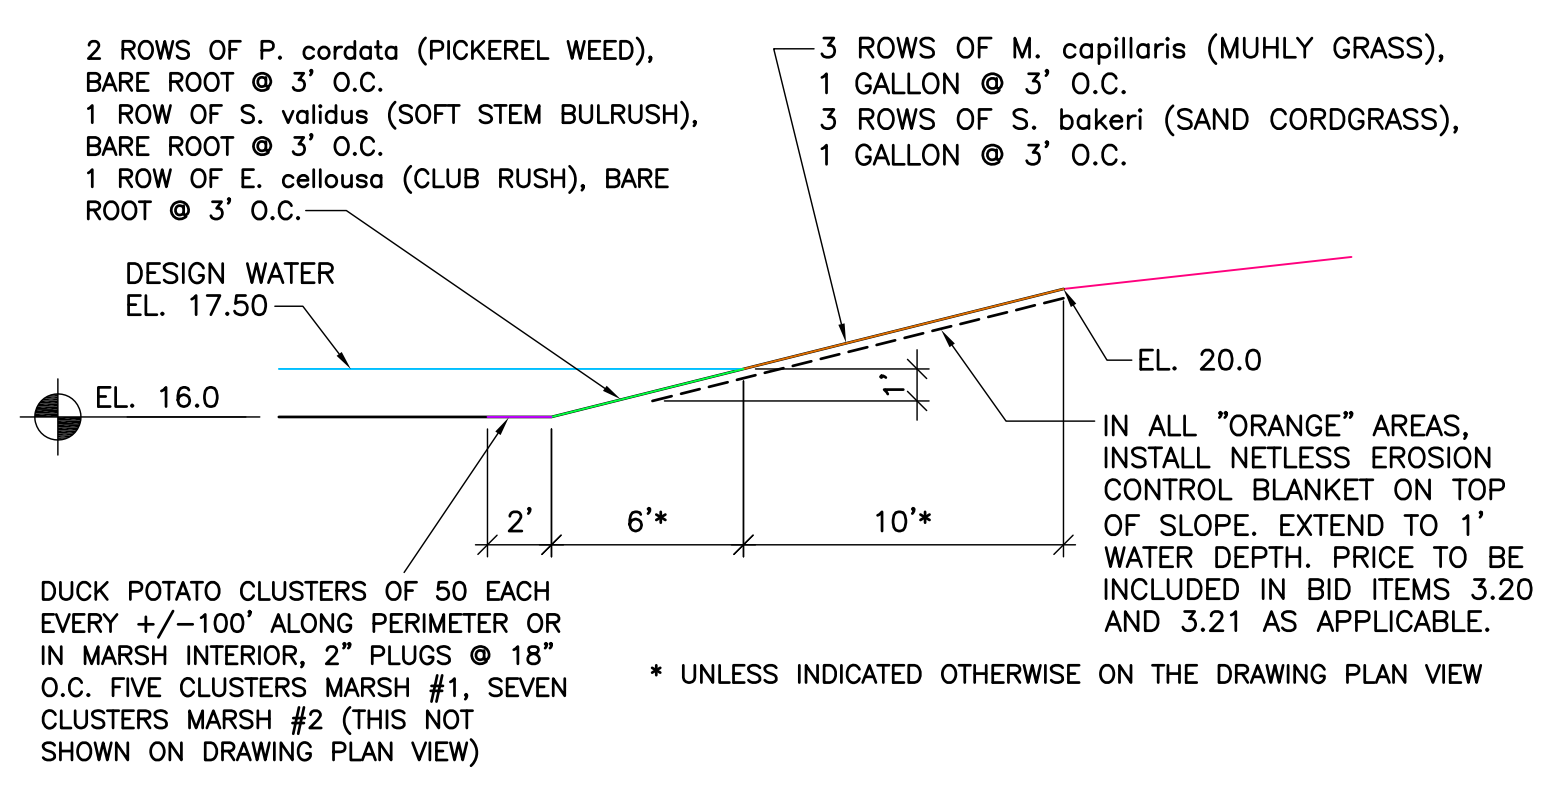 2 ROWS OF P. cordata (PICKEREL WEED),
BARE ROOT @ 3' O.C.
1 ROW OF S. validus (SOFT STEM BULRUSH),
BARE ROOT @ 3' O.C.
1 ROW OF E. cellousa (CLUB RUSH), BARE
ROOT @ 3' O.C.
3 ROWS OF M. capillaris (MUHLY GRASS),
1 GALLON @ 3' O.C.
3 ROWS OF S. bakeri (SAND CORDGRASS),
1 GALLON @ 3' O.C.
DESIGN WATER
EL. 17.50
EL. 16.0
1'
EL. 20.0
2'
6'*
10'*
IN ALL "ORANGE" AREAS,
INSTALL NETLESS EROSION
CONTROL BLANKET ON TOP
OF SLOPE. EXTEND TO 1'
WATER DEPTH. PRICE TO BE
INCLUDED IN BID ITEMS 3.20
AND 3.21 AS APPLICABLE.
DUCK POTATO CLUSTERS OF 50 EACH
EVERY +/-100' ALONG PERIMETER OR
IN MARSH INTERIOR, 2" PLUGS @ 18"
O.C. FIVE CLUSTERS MARSH #1, SEVEN
CLUSTERS MARSH #2 (THIS NOT
SHOWN ON DRAWING PLAN VIEW)
* UNLESS INDICATED OTHERWISE ON THE DRAWING PLAN VIEW